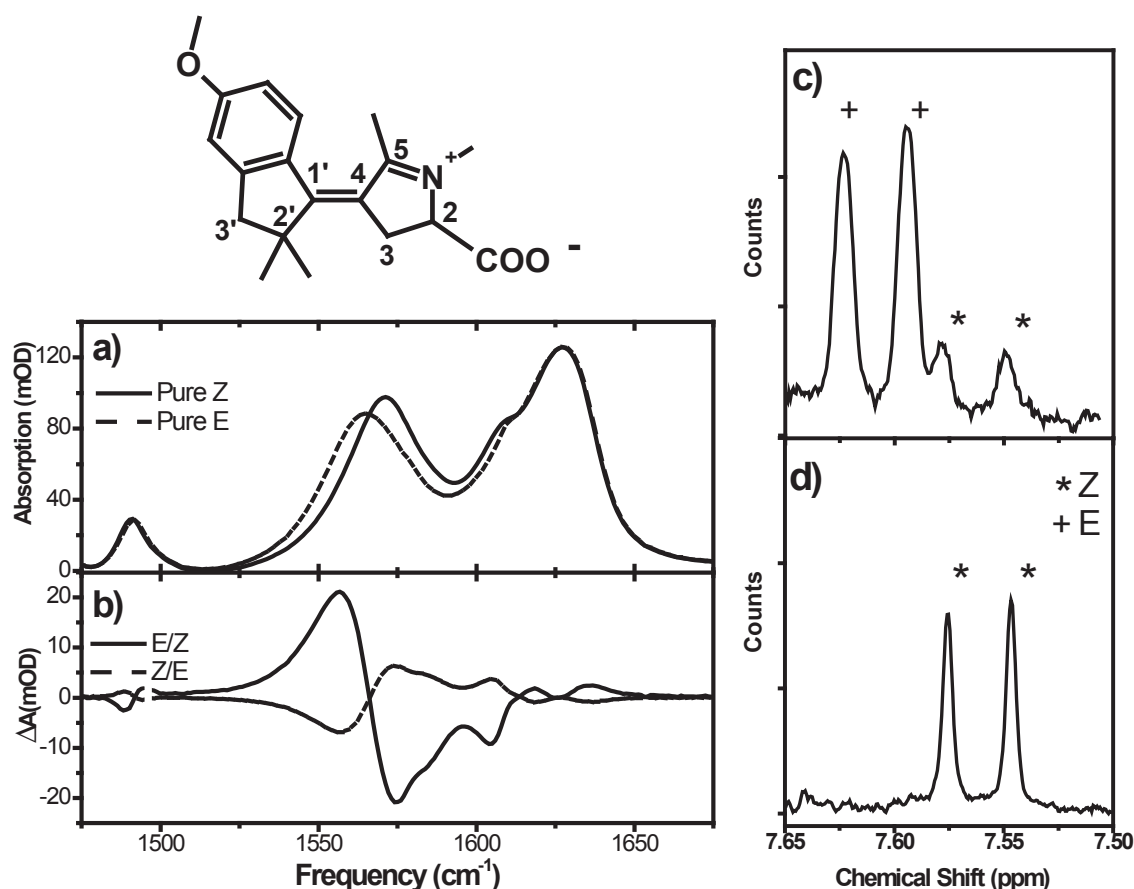 O
1'
4
5
N
+
2'
3'
2
3
COO
-
a)
Pure Z
Pure E
Absorption (mOD)
120
80
40
0
b)
E/Z
Z/E
ΔA(mOD)
20
10
0
-10
-20
1500 1550 1600 1650
Frequency (cm⁻¹)
c)
+ +
* *
Counts
d)
* Z
+ E
* *
Counts
7.65 7.60 7.55 7.50
Chemical Shift (ppm)